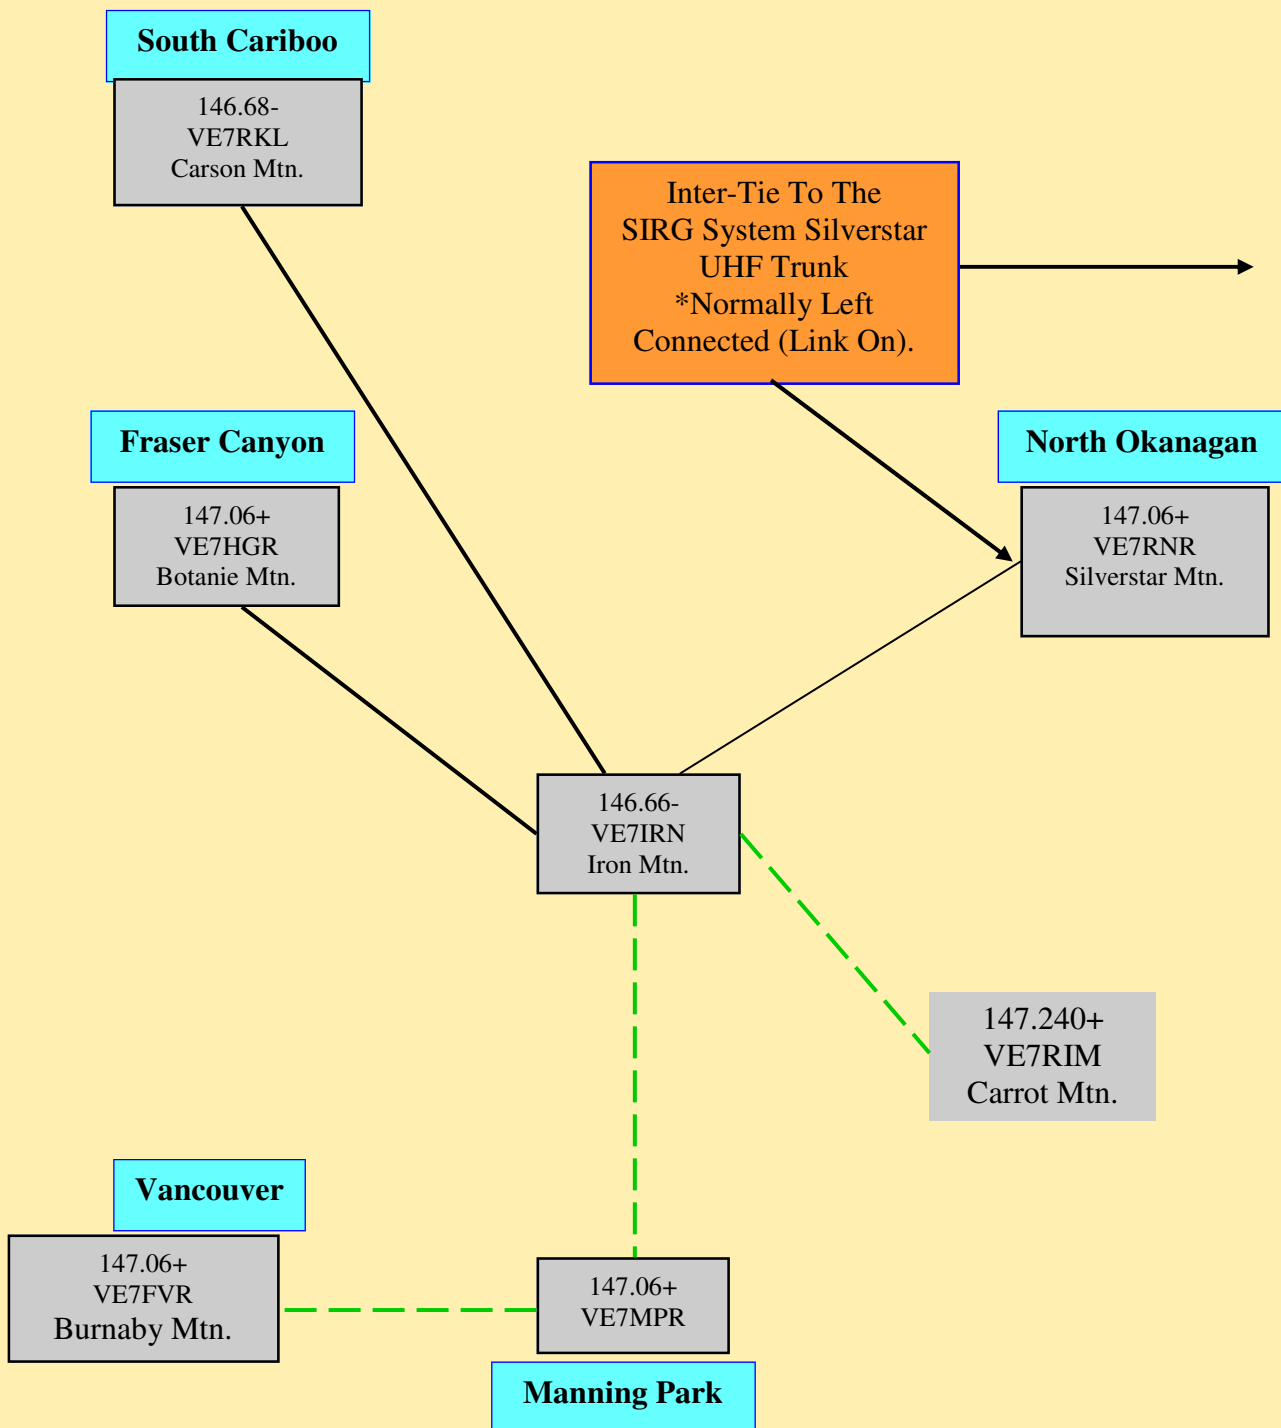 South Cariboo
146.68-
VE7RKL
Carson Mtn.
Inter-Tie To The
SIRG System Silverstar
UHF Trunk
*Normally Left
Connected (Link On).
Fraser Canyon
147.06+
VE7HGR
Botanie Mtn.
North Okanagan
147.06+
VE7RNR
Silverstar Mtn.
146.66-
VE7IRN
Iron Mtn.
147.240+
VE7RIM
Carrot Mtn.
Vancouver
147.06+
VE7FVR
Burnaby Mtn.
147.06+
VE7MPR
Manning Park